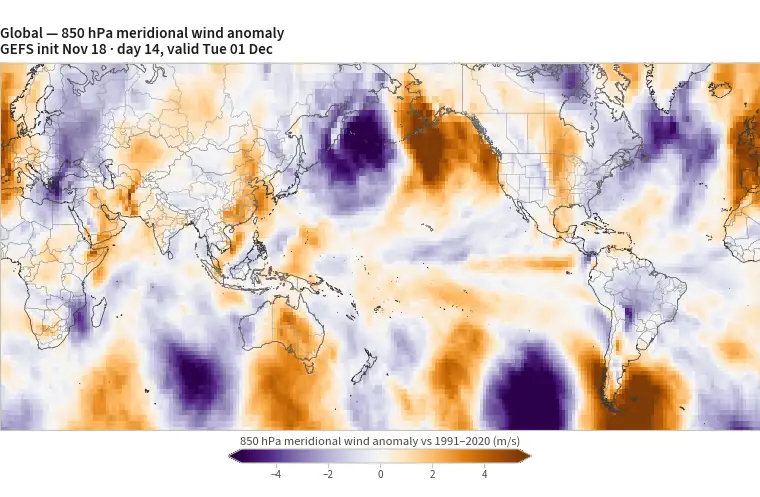 Global — 850 hPa meridional wind anomaly
GEFS init Nov 18 · day 14, valid Tue 01 Dec
850 hPa meridional wind anomaly vs 1991–2020 (m/s)
−4 −2 0 2 4